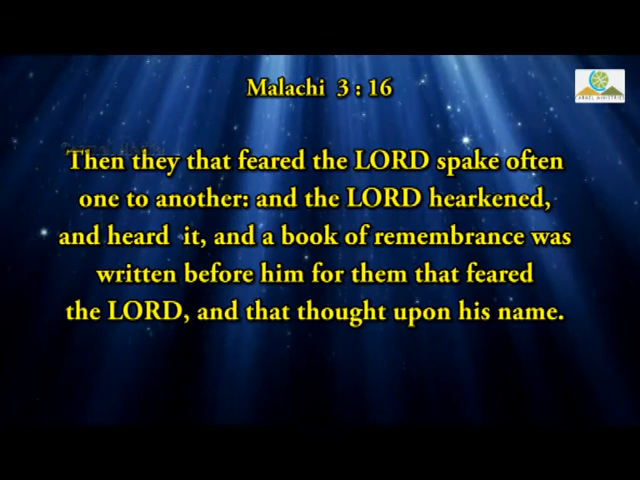 Malachi 3 : 16
CARMEL MINISTRIES
Then they that feared the LORD spake often
one to another: and the LORD hearkened,
and heard it, and a book of remembrance was
written before him for them that feared
the LORD, and that thought upon his name.